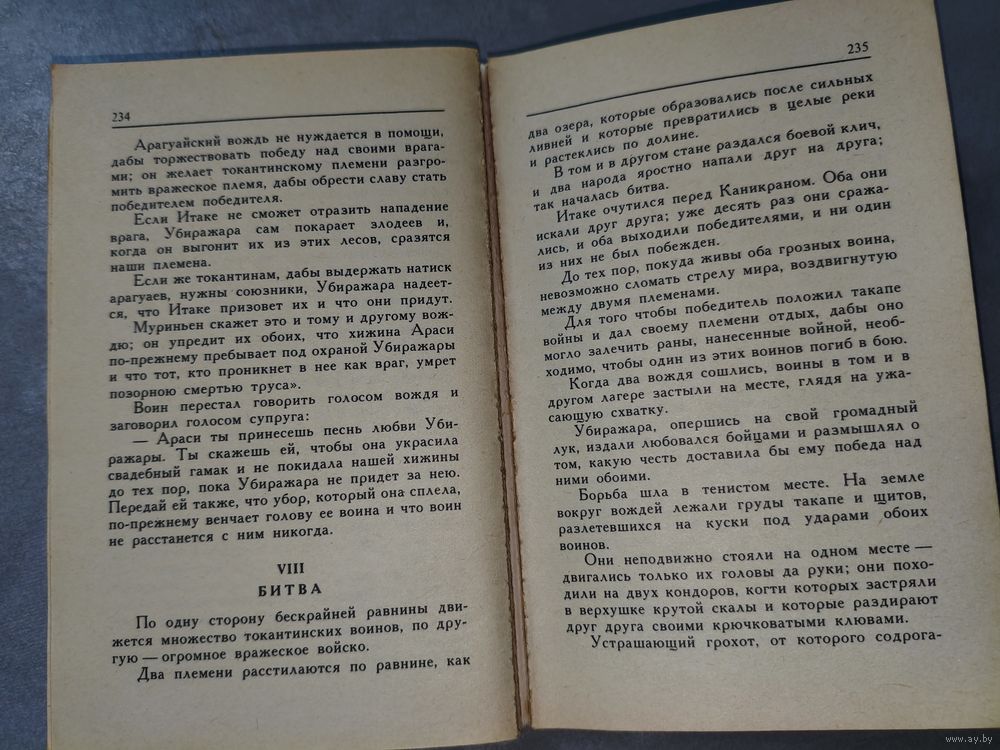 234
Арагуайский вождь не нуждается в помощи,
дабы торжествовать победу над своими врага-
ми; он желает токантинскому племени разгро-
мить вражеское племя, дабы обрести славу стать
победителем победителя.
Если Итаке не сможет отразить нападение
врага, Убиражара сам покарает злодеев и,
когда он выгонит их из этих лесов, сразятся
наши племена.
Если же токантинам, дабы выдержать натиск
арагуаев, нужны союзники, Убиражара надеет-
ся, что Итаке призовет их и что они придут.
Муриньен скажет это и тому и другому вож-
дю; он упредит их обоих, что хижина Араси
по-прежнему пребывает под охраной Убиражары
и что тот, кто проникнет в нее как враг, умрет
позорною смертью труса».
Воин перестал говорить голосом вождя и
заговорил голосом супруга:
— Араси ты принесешь песнь любви Уби-
ражары. Ты скажешь ей, чтобы она украсила
свадебный гамак и не покидала нашей хижины
до тех пор, пока Убиражара не придет за нею.
Передай ей также, что убор, который она сплела,
по-прежнему венчает голову ее воина и что воин
не расстанется с ним никогда.
VIII
БИТВА
По одну сторону бескрайней равнины дви-
жется множество токантинских воинов, по дру-
гую — огромное вражеское войско.
Два племени расстилаются по равнине, как
235
два озера, которые образовались после сильных
ливней и которые превратились в целые реки
и растеклись по долине.
В том и в другом стане раздался боевой клич,
и два народа яростно напали друг на друга;
так началась битва.
Итаке очутился перед Каникраном. Оба они
искали друг друга; уже десять раз они сража-
лись, и оба выходили победителями, и ни один
из них не был побежден.
До тех пор, покуда живы оба грозных воина,
невозможно сломать стрелу мира, воздвигнутую
между двумя племенами.
Для того чтобы победитель положил такапе
войны и дал своему племени отдых, дабы оно
могло залечить раны, нанесенные войной, необ-
ходимо, чтобы один из этих воинов погиб в бою.
Когда два вождя сошлись, воины в том и в
другом лагере застыли на месте, глядя на ужа-
сающую схватку.
Убиражара, опершись на свой громадный
лук, издали любовался бойцами и размышлял о
том, какую честь доставила бы ему победа над
ними обоими.
Борьба шла в тенистом месте. На земле
вокруг вождей лежали груды такапе и щитов,
разлетевшихся на куски под ударами обоих
воинов.
Они неподвижно стояли на одном месте —
двигались только их головы да руки; они похо-
дили на двух кондоров, когти которых застряли
в верхушке крутой скалы и которые раздирают
друг друга своими крючковатыми клювами.
Устрашающий грохот, от которого содрога-
www.ay.by